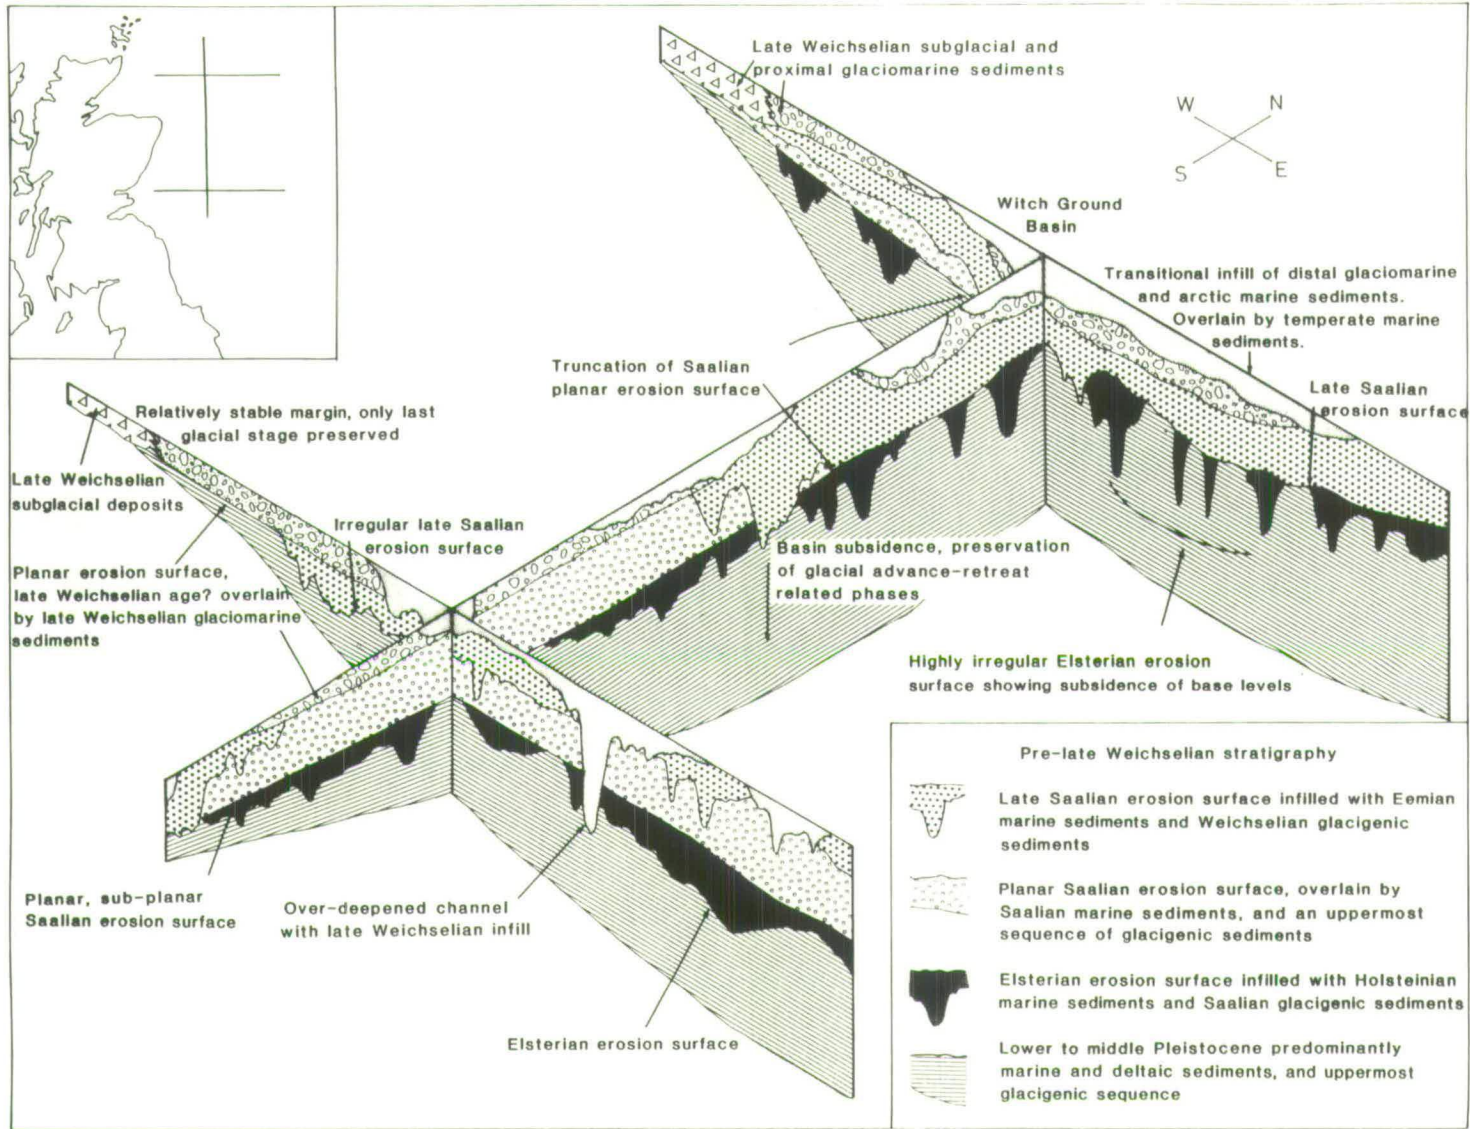 Late Weichselian subglacial and
proximal glaciomarine sediments
W
N
S
E
Witch Ground
Basin
Transitional infill of distal glaciomarine
and arctic marine sediments.
Overlain by temperate marine
sediments.
Truncation of Saalian
planar erosion surface
Late Saalian
erosion surface
Relatively stable margin, only last
glacial stage preserved
Late Weichselian
subglacial deposits
Irregular late Saalian
erosion surface
Planar erosion surface,
late Weichselian age? overlain
by late Weichselian glaciomarine
sediments
Basin subsidence, preservation
of glacial advance-retreat
related phases
Highly irregular Elsterian erosion
surface showing subsidence of base levels
Planar, sub-planar
Saalian erosion surface
Over-deepened channel
with late Weichselian infill
Elsterian erosion surface
Pre-late Weichselian stratigraphy
Late Saalian erosion surface infilled with Eemian
marine sediments and Weichselian glacigenic
sediments
Planar Saalian erosion surface, overlain by
Saalian marine sediments, and an uppermost
sequence of glacigenic sediments
Elsterian erosion surface infilled with Holsteinian
marine sediments and Saalian glacigenic sediments
Lower to middle Pleistocene predominantly
marine and deltaic sediments, and uppermost
glacigenic sequence